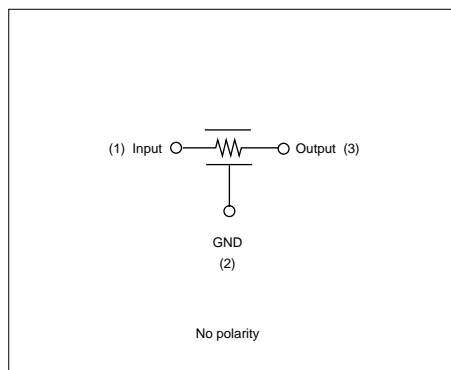 (1) Input Output (3)
GND
(2)
No polarity